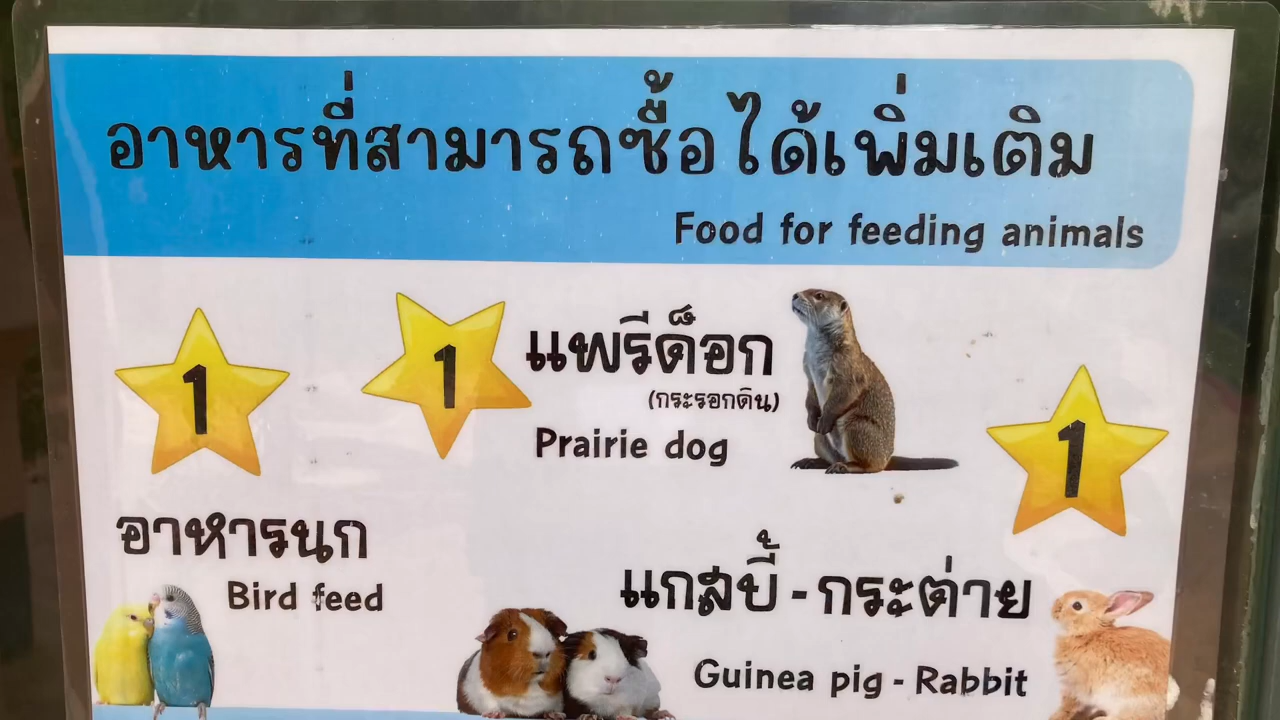 อาหารที่สามารถซื้อได้เพิ่มเติม
Food for feeding animals
1
1
แพรีด็อก
(กระรอกดิน)
Prairie dog
1
อาหารนก
Bird feed
แกสบี้ - กระต่าย
Guinea pig - Rabbit